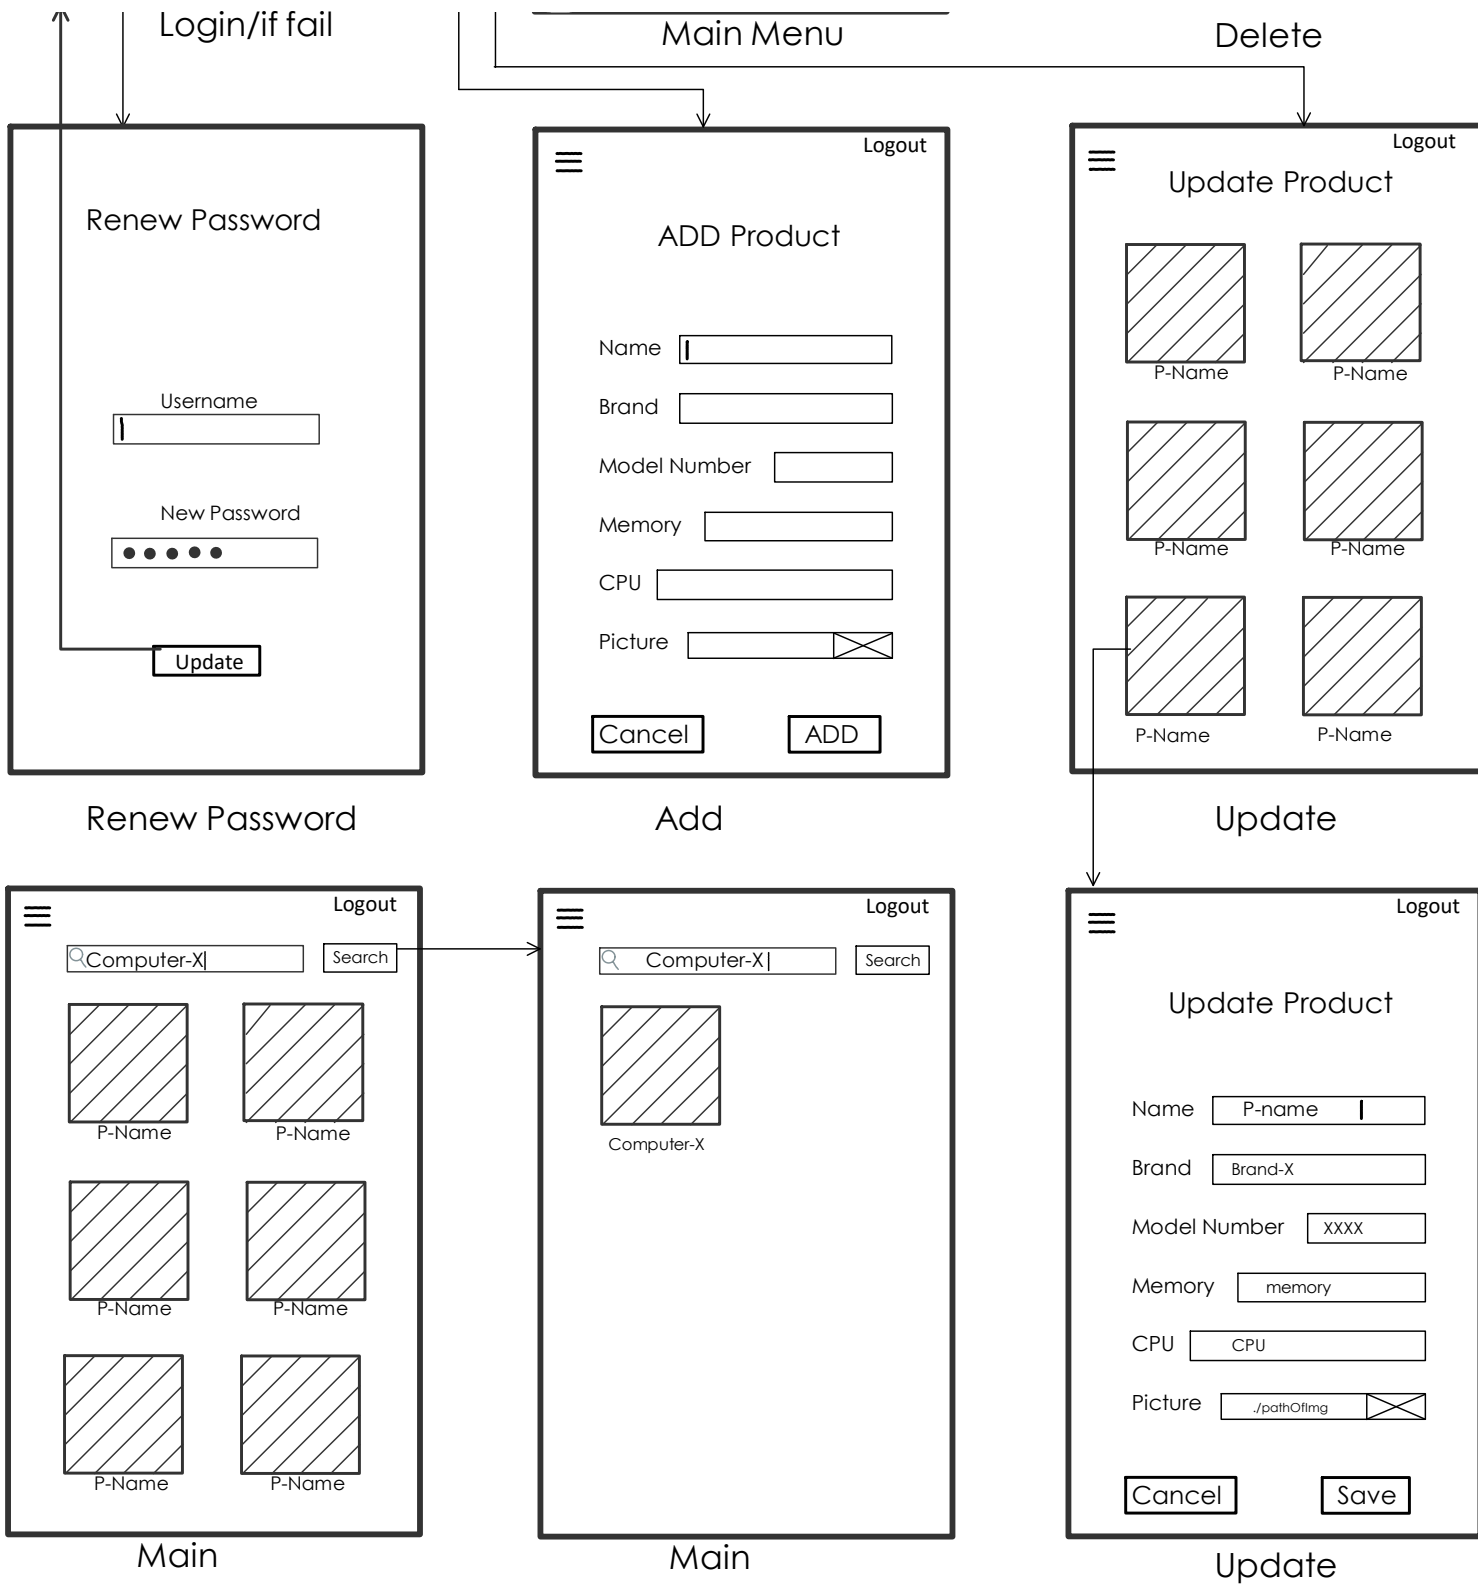 Login/if fail
Main Menu
Delete
Renew Password
Username
New Password
Update
Renew Password
Logout
ADD Product
Name
Brand
Model Number
Memory
CPU
Picture
Cancel
ADD
Add
Logout
Update Product
P-Name
P-Name
P-Name
P-Name
P-Name
P-Name
Update
Logout
Computer-X
Search
P-Name
P-Name
P-Name
P-Name
P-Name
P-Name
Main
Logout
Computer-X
Search
Computer-X
Main
Logout
Update Product
Name P-name
Brand Brand-X
Model Number XXXX
Memory memory
CPU CPU
Picture ./pathOfImg
Cancel
Save
Update